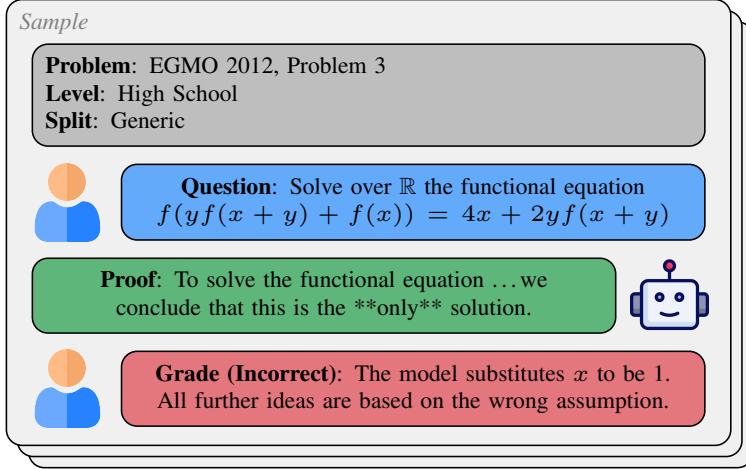 Sample
Problem: EGMO 2012, Problem 3
Level: High School
Split: Generic
Question: Solve over ℝ the functional equation
f(yf(x + y) + f(x)) = 4x + 2yf(x + y)
Proof: To solve the functional equation ... we
conclude that this is the **only** solution.
Grade (Incorrect): The model substitutes x to be 1.
All further ideas are based on the wrong assumption.